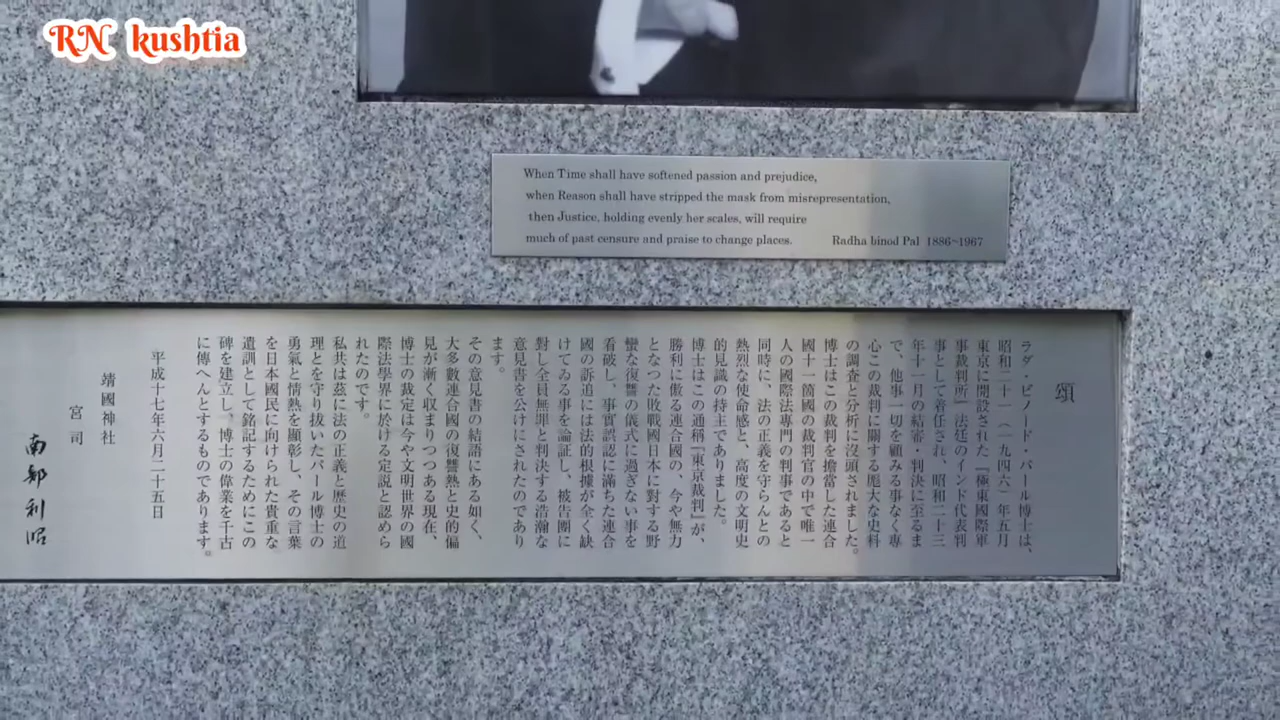 RN kushtia
When Time shall have softened passion and prejudice,
when Reason shall have stripped the mask from misrepresentation,
then Justice, holding evenly her scales, will require
much of past censure and praise to change places. Radha binod Pal 1886~1967
頌
ラダ・ビノード・パール博士は、
昭和二十一（一九四六）年五月
東京に開設された『極東國際軍
事裁判所』法廷のインド代表判
事として着任され、昭和二十三
年十一月の結審・判決に至るま
で、他事一切を顧みる事なく專
心この裁判に關する厖大な史料
の調査と分析に沒頭されました。
博士はこの裁判を擔當した連合
國十一箇國の裁判官の中で唯一
人の國際法專門の判事であると
同時に、法の正義を守らんとの
熱烈な使命感と、高度の文明史
的見識の持主でありました。
博士はこの通稱『東京裁判』が、
勝利に傲る連合國の、今や無力
となつた敗戰國日本に對する野
蠻な復讐の儀式に過ぎない事を
看破し、事實誤認に滿ちた連合
國の訴追には法的根據が全く缺
けてゐる事を論証し、被告團に
對し全員無罪と判決する浩瀚な
意見書を公けにされたのであり
ます。
その意見書の結語にある如く、
大多數連合國の復讐熱と史的偏
見が漸く収まりつつある現在、
博士の裁定は今や文明世界の國
際法學界に於ける定説と認めら
れたのです。
私共は茲に法の正義と歷史の道
理とを守り拔いたパール博士の
勇氣と情熱を顯彰し、その言葉
を日本國民に向けられた貴重な
遺訓として銘記するためにこの
碑を建立し、博士の偉業を千古
に傳へんとするものであります。
平成十七年六月二十五日
靖國神社
宮司
南部利昭